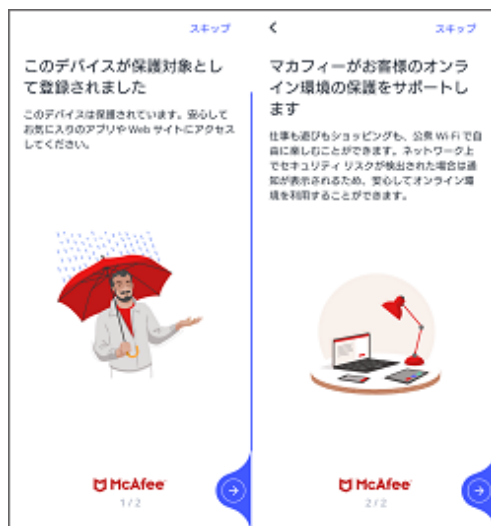 スキップ
このデバイスが保護対象とし
て登録されました
このデバイスは保護されています。安心して
お気に入りのアプリや Web サイトにアクセス
してください。
McAfee
1 / 2
スキップ
マカフィーがお客様のオンラ
イン環境の保護をサポートし
ます
仕事も遊びもショッピングも、公衆 Wi-Fi で自
由に楽しむことができます。ネットワーク上
でセキュリティ リスクが検出された場合は通
知が表示されるため、安心してオンライン環
境を利用することができます。
McAfee
2 / 2